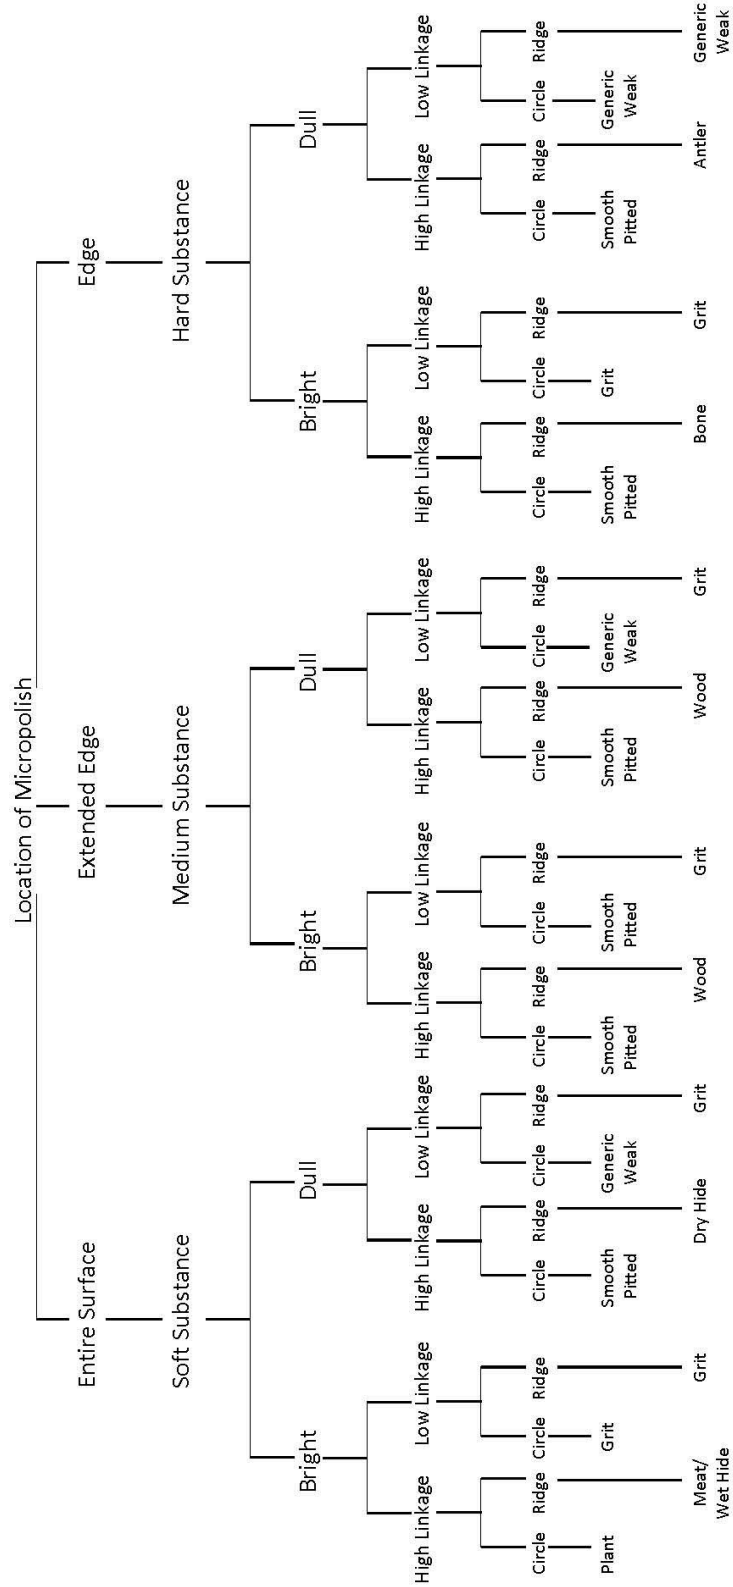 Location of Micropolish
Entire Surface Extended Edge Edge
Soft Substance Medium Substance Hard Substance
Bright Dull Bright Dull Bright Dull
High Linkage Low Linkage High Linkage Low Linkage High Linkage Low Linkage High Linkage Low Linkage High Linkage Low Linkage High Linkage Low Linkage
Circle Ridge Circle Ridge Circle Ridge Circle Ridge Circle Ridge Circle Ridge Circle Ridge Circle Ridge Circle Ridge Circle Ridge Circle Ridge Circle Ridge
Plant Grit Smooth Generic Smooth Smooth Smooth Generic Smooth Grit Smooth Generic
Pitted Weak Pitted Pitted Pitted Weak Pitted Pitted Weak
Meat/ Grit Dry Hide Grit Wood Grit Wood Grit Bone Grit Antler Generic
Wet Hide Weak